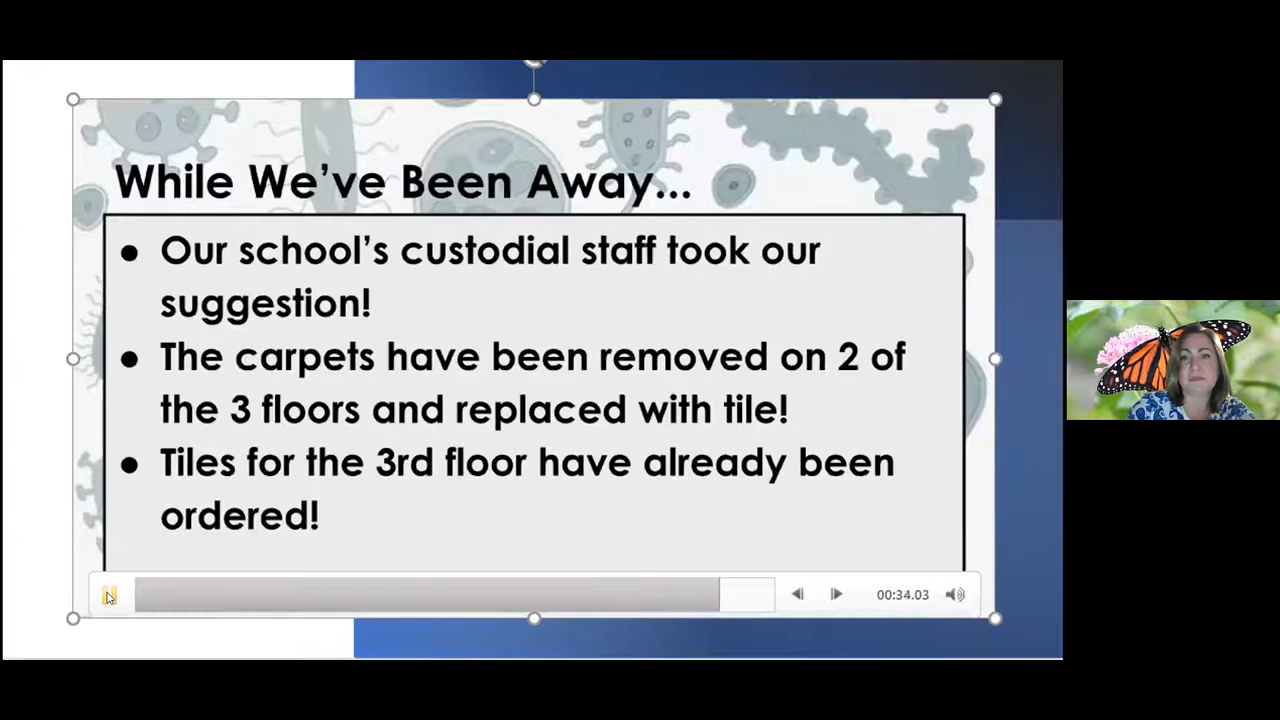 While We've Been Away...
● Our school's custodial staff took our
suggestion!
● The carpets have been removed on 2 of
the 3 floors and replaced with tile!
● Tiles for the 3rd floor have already been
ordered!
00:34.03